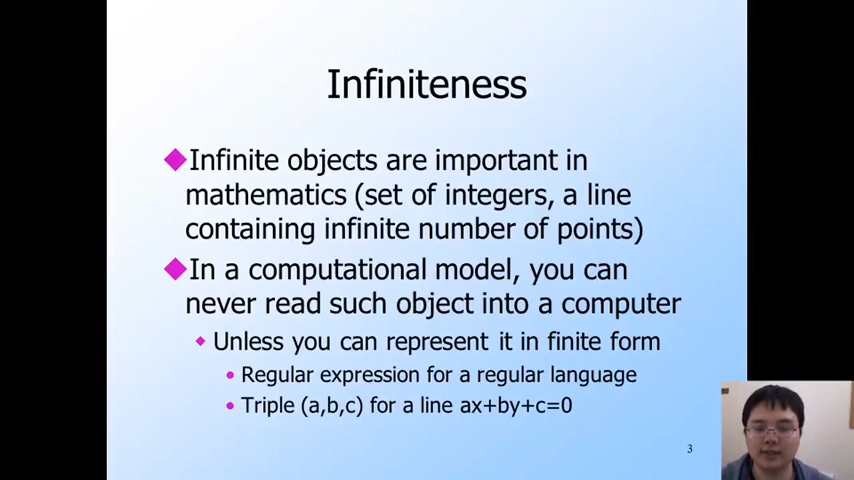 Infiniteness
Infinite objects are important in
mathematics (set of integers, a line
containing infinite number of points)
In a computational model, you can
never read such object into a computer
Unless you can represent it in finite form
Regular expression for a regular language
Triple (a,b,c) for a line ax+by+c=0
3